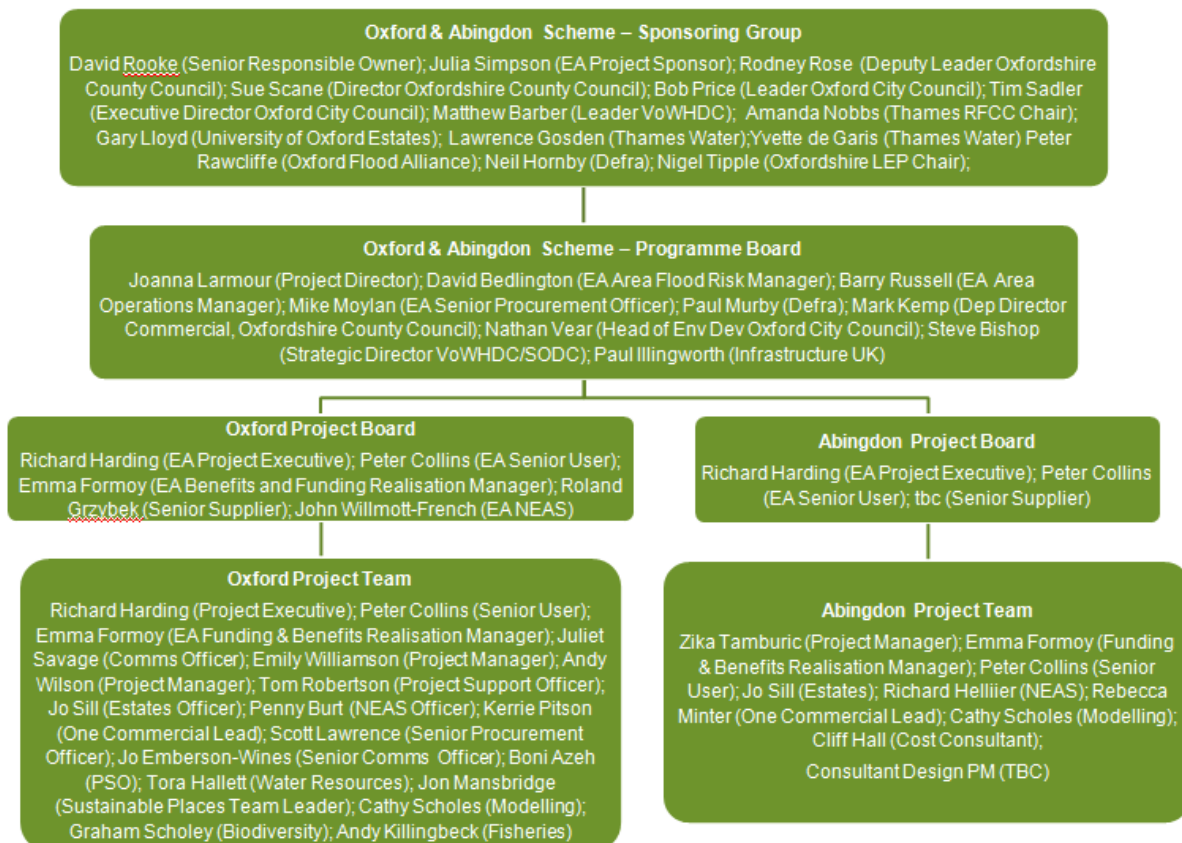 Oxford & Abingdon Scheme – Sponsoring Group
David Rooke (Senior Responsible Owner); Julia Simpson (EA Project Sponsor); Rodney Rose (Deputy Leader Oxfordshire
County Council); Sue Scane (Director Oxfordshire County Council); Bob Price (Leader Oxford City Council); Tim Sadler
(Executive Director Oxford City Council); Matthew Barber (Leader VoWHDC); Amanda Nobbs (Thames RFCC Chair);
Gary Lloyd (University of Oxford Estates); Lawrence Gosden (Thames Water);Yvette de Garis (Thames Water) Peter
Rawcliffe (Oxford Flood Alliance); Neil Hornby (Defra); Nigel Tipple (Oxfordshire LEP Chair);
Oxford & Abingdon Scheme – Programme Board
Joanna Larmour (Project Director); David Bedlington (EA Area Flood Risk Manager); Barry Russell (EA Area
Operations Manager); Mike Moylan (EA Senior Procurement Officer); Paul Murby (Defra); Mark Kemp (Dep Director
Commercial, Oxfordshire County Council); Nathan Vear (Head of Env Dev Oxford City Council); Steve Bishop
(Strategic Director VoWHDC/SODC); Paul Illingworth (Infrastructure UK)
Oxford Project Board
Richard Harding (EA Project Executive); Peter Collins (EA Senior User);
Emma Formoy (EA Benefits and Funding Realisation Manager); Roland
Grzybek (Senior Supplier); John Willmott-French (EA NEAS)
Abingdon Project Board
Richard Harding (EA Project Executive); Peter Collins
(EA Senior User); tbc (Senior Supplier)
Oxford Project Team
Richard Harding (Project Executive); Peter Collins (Senior User);
Emma Formoy (EA Funding & Benefits Realisation Manager); Juliet
Savage (Comms Officer); Emily Williamson (Project Manager); Andy
Wilson (Project Manager); Tom Robertson (Project Support Officer);
Jo Sill (Estates Officer); Penny Burt (NEAS Officer); Kerrie Pitson
(One Commercial Lead); Scott Lawrence (Senior Procurement
Officer); Jo Emberson-Wines (Senior Comms Officer); Boni Azeh
(PSO); Tora Hallett (Water Resources); Jon Mansbridge
(Sustainable Places Team Leader); Cathy Scholes (Modelling);
Graham Scholey (Biodiversity); Andy Killingbeck (Fisheries)
Abingdon Project Team
Zika Tamburic (Project Manager); Emma Formoy (Funding
& Benefits Realisation Manager); Peter Collins (Senior
User); Jo Sill (Estates); Richard Helliier (NEAS); Rebecca
Minter (One Commercial Lead); Cathy Scholes (Modelling);
Cliff Hall (Cost Consultant);
Consultant Design PM (TBC)